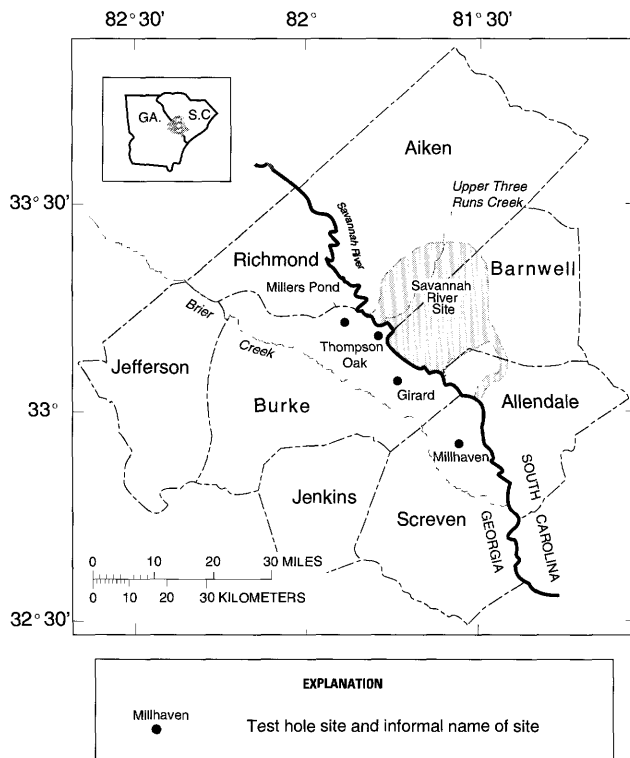 82° 30'
82°
81° 30'
GA.
S.C
Aiken
Upper Three
Runs Creek
33° 30'
Savannah River
Richmond
Barnwell
Millers Pond
Savannah
River
Site
Brier
Creek
Thompson
Oak
Jefferson
Girard
33°
Allendale
Burke
Millhaven
Jenkins
Screven
SOUTH CAROLINA
GEORGIA
0 10 20 30 MILES
0 10 20 30 KILOMETERS
32° 30'
EXPLANATION
Millhaven
Test hole site and informal name of site